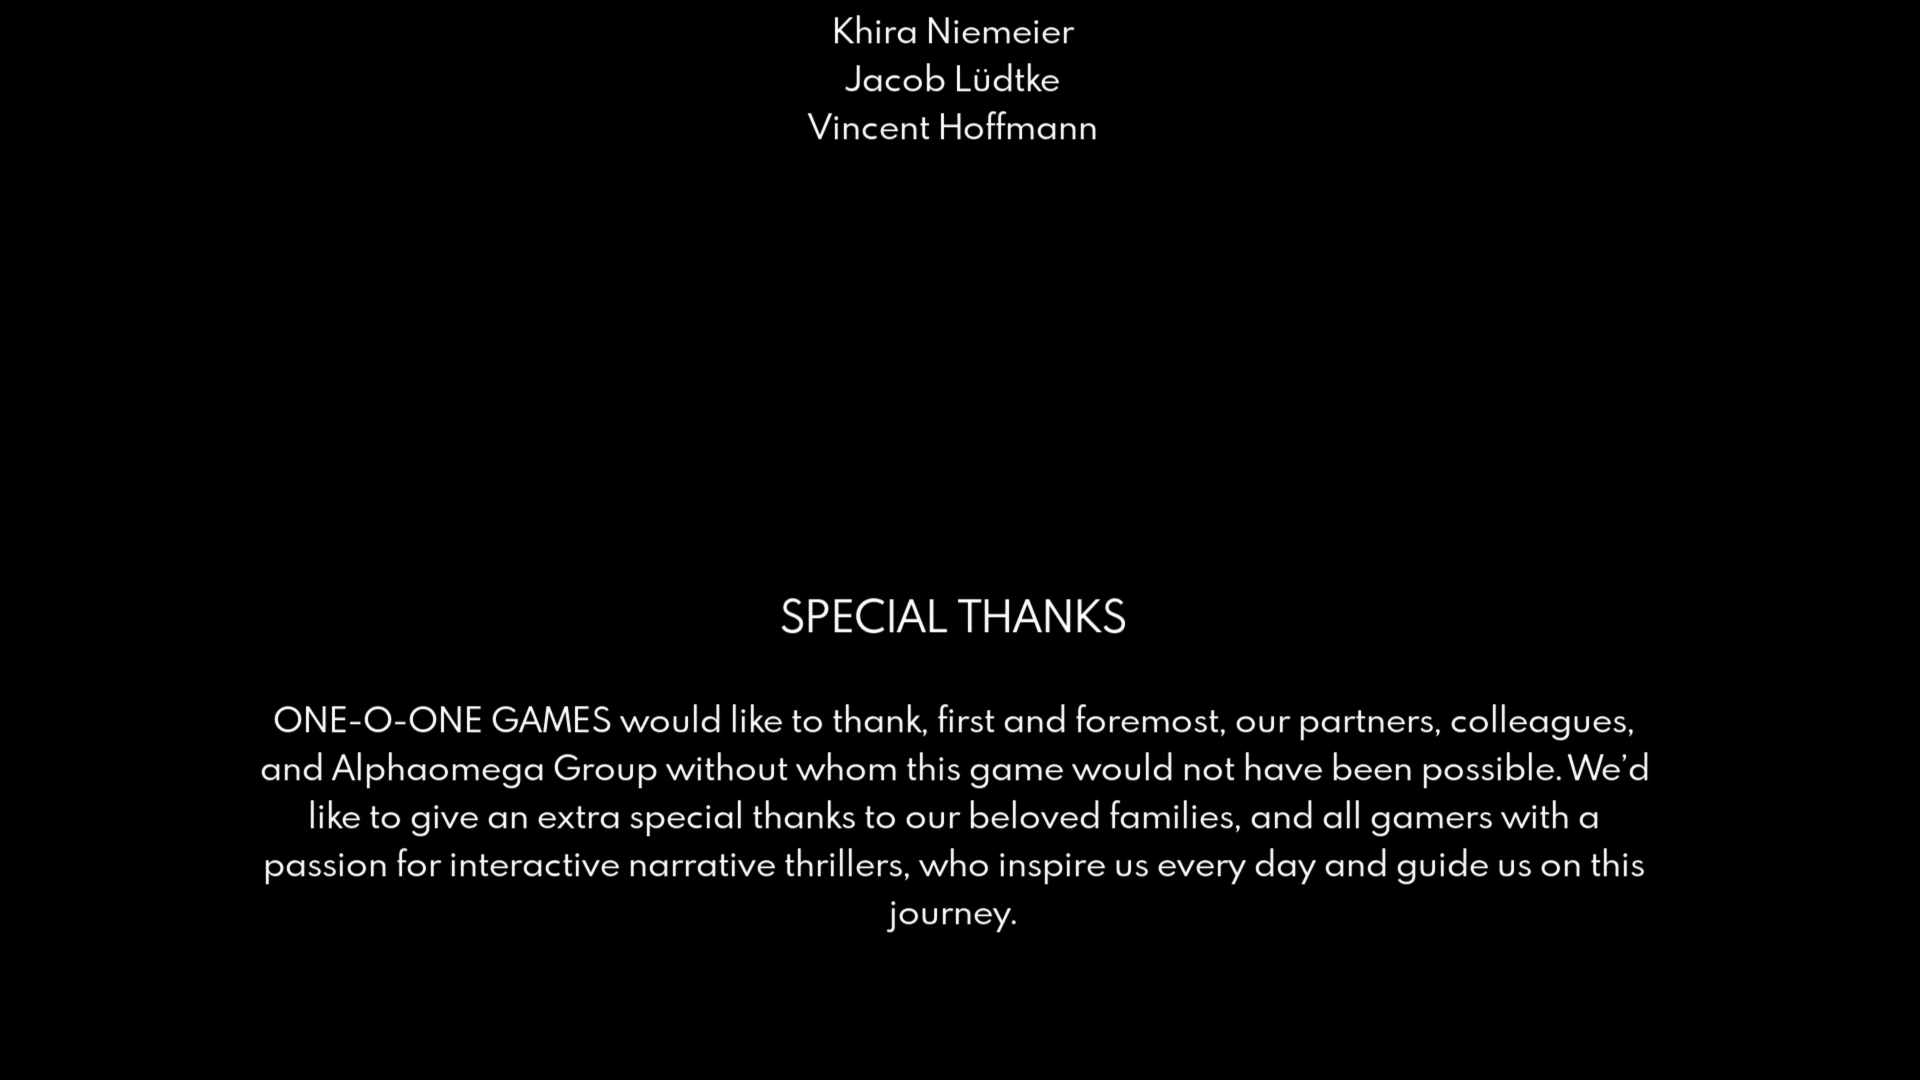 Khira Niemeier
Jacob Lüdtke
Vincent Hoffmann
SPECIAL THANKS
ONE-O-ONE GAMES would like to thank, first and foremost, our partners, colleagues,
and Alphaomega Group without whom this game would not have been possible. We’d
like to give an extra special thanks to our beloved families, and all gamers with a
passion for interactive narrative thrillers, who inspire us every day and guide us on this
journey.